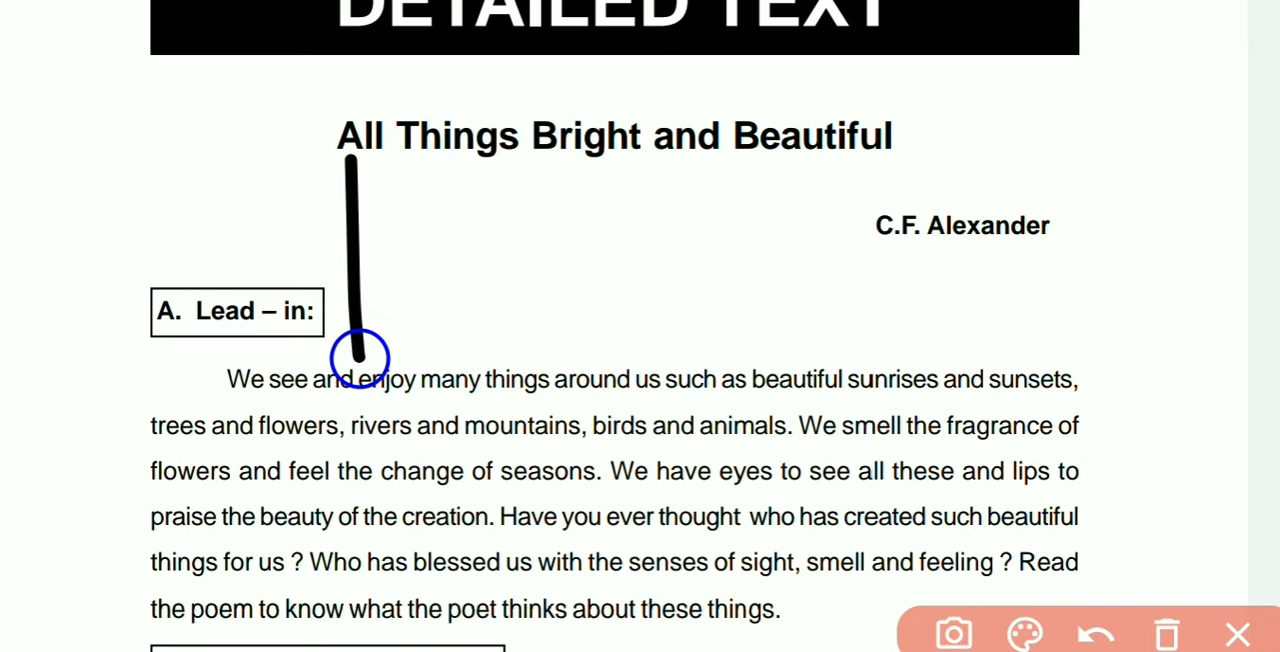 DETAILED TEXT
All Things Bright and Beautiful
C.F. Alexander
A. Lead – in:
We see and enjoy many things around us such as beautiful sunrises and sunsets,
trees and flowers, rivers and mountains, birds and animals. We smell the fragrance of
flowers and feel the change of seasons. We have eyes to see all these and lips to
praise the beauty of the creation. Have you ever thought who has created such beautiful
things for us ? Who has blessed us with the senses of sight, smell and feeling ? Read
the poem to know what the poet thinks about these things.